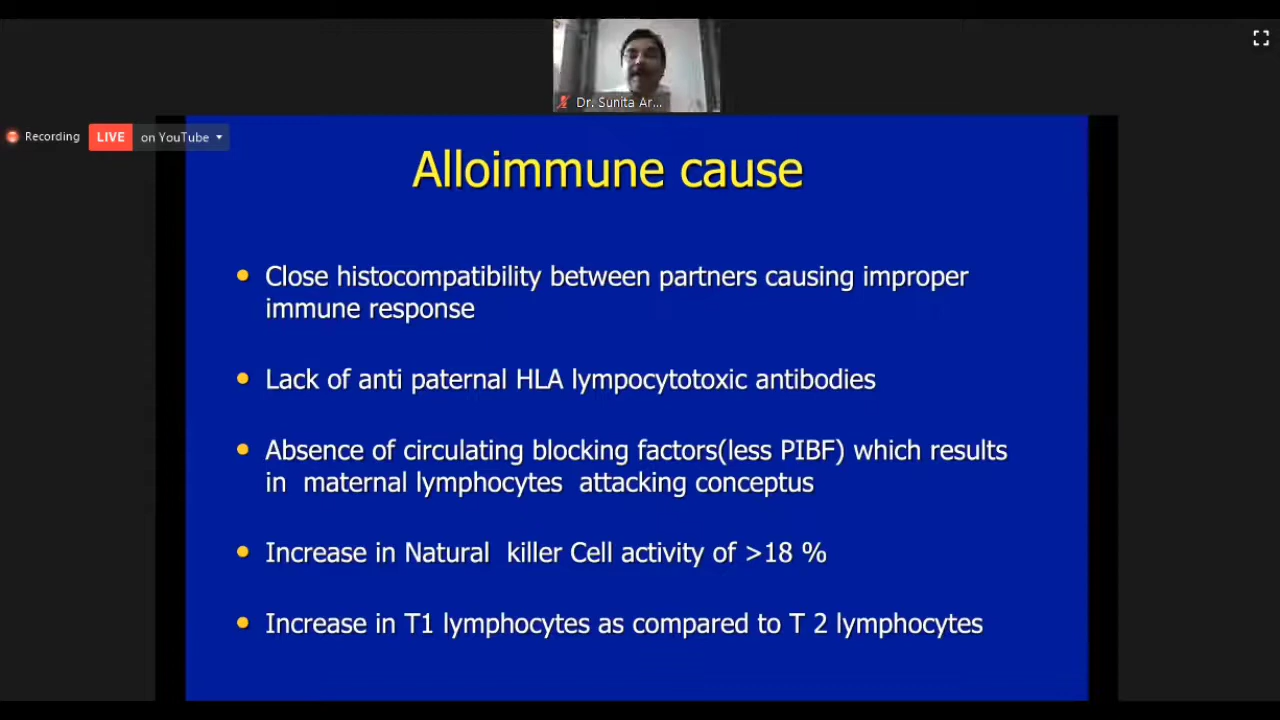 Dr. Sunita Ar...
Recording
LIVE
on YouTube
Alloimmune cause
Close histocompatibility between partners causing improper
immune response
Lack of anti paternal HLA lympocytotoxic antibodies
Absence of circulating blocking factors(less PIBF) which results
in maternal lymphocytes attacking conceptus
Increase in Natural killer Cell activity of >18 %
Increase in T1 lymphocytes as compared to T 2 lymphocytes